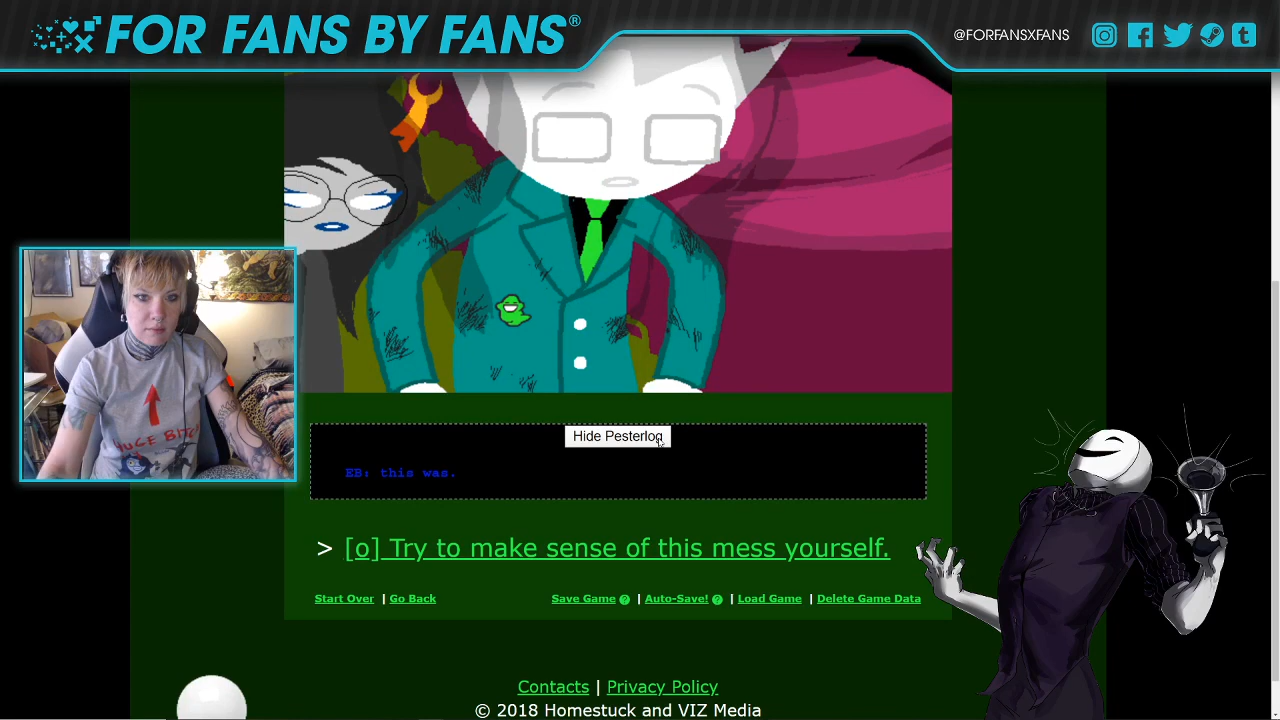 FOR FANS BY FANS®
@FORFANSXFANS
HUGE BITCH
Hide Pesterlog
EB: this was.
> [o] Try to make sense of this mess yourself.
Start Over | Go Back
Save Game ? | Auto-Save! ? | Load Game | Delete Game Data
Contacts | Privacy Policy
© 2018 Homestuck and VIZ Media